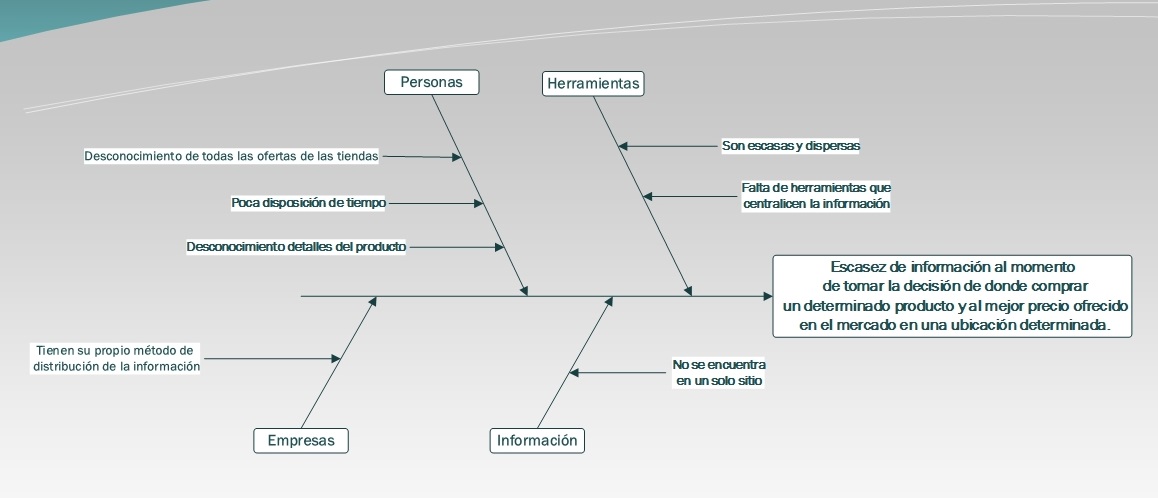 Personas
Herramientas
Desconocimiento de todas las ofertas de las tiendas
Son escasas y dispersas
Poca disposición de tiempo
Falta de herramientas que
centralicen la información
Desconocimiento detalles del producto
Escasez de información al momento
de tomar la decisión de donde comprar
un determinado producto y al mejor precio ofrecido
en el mercado en una ubicación determinada.
Tienen su propio método de
distribución de la información
No se encuentra
en un solo sitio
Empresas
Información